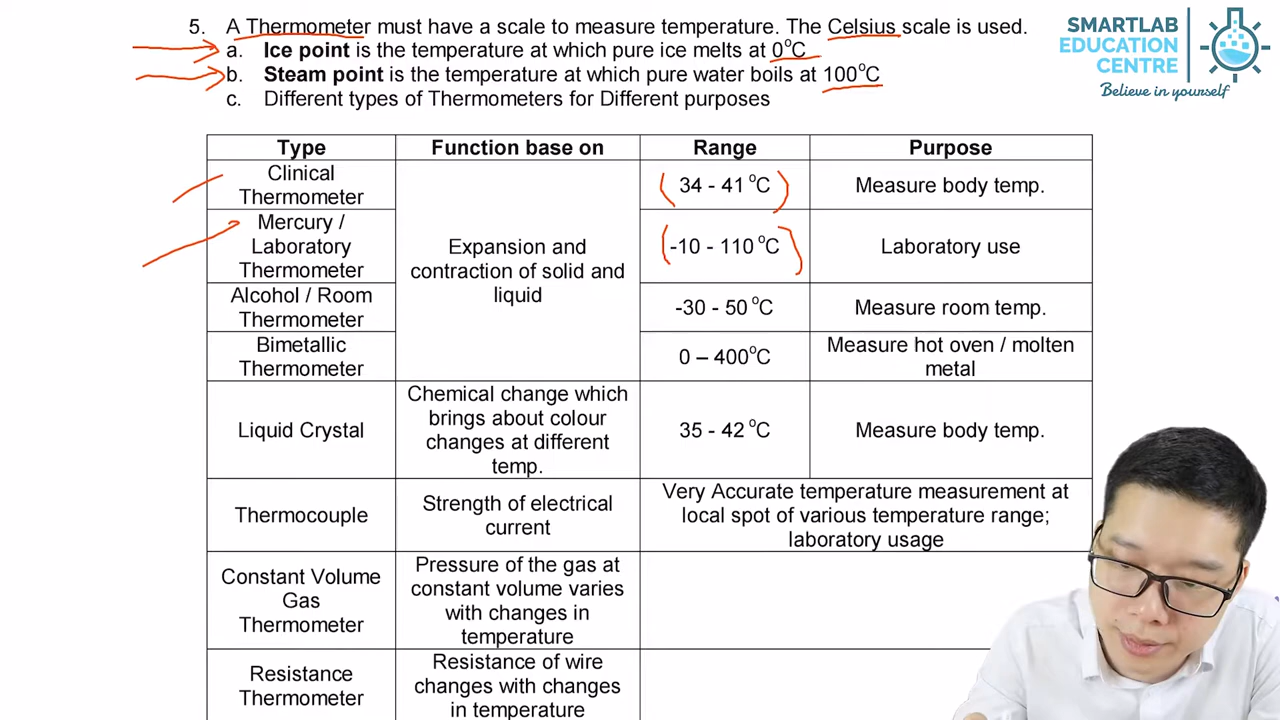 5. A Thermometer must have a scale to measure temperature. The Celsius scale is used.
a. Ice point is the temperature at which pure ice melts at 0°C
b. Steam point is the temperature at which pure water boils at 100°C
c. Different types of Thermometers for Different purposes
SMARTLAB
EDUCATION
CENTRE
Believe in yourself
Type Function base on Range Purpose
Clinical
Thermometer
34 - 41 °C
Measure body temp.
Mercury /
Laboratory
Thermometer
Expansion and
contraction of solid and
liquid
-10 - 110 °C
Laboratory use
Alcohol / Room
Thermometer
-30 - 50 °C
Measure room temp.
Bimetallic
Thermometer
0 – 400°C
Measure hot oven / molten
metal
Liquid Crystal
Chemical change which
brings about colour
changes at different
temp.
35 - 42 °C
Measure body temp.
Thermocouple
Strength of electrical
current
Very Accurate temperature measurement at
local spot of various temperature range;
laboratory usage
Constant Volume
Gas
Thermometer
Pressure of the gas at
constant volume varies
with changes in
temperature
Resistance
Thermometer
Resistance of wire
changes with changes
in temperature